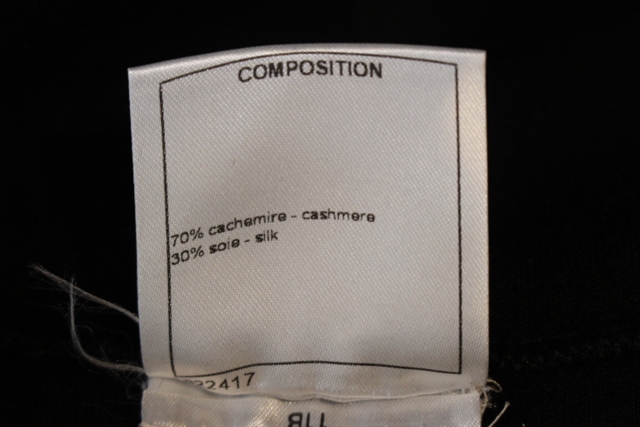 COMPOSITION
70% cachemire - cashmere
30% soie - silk